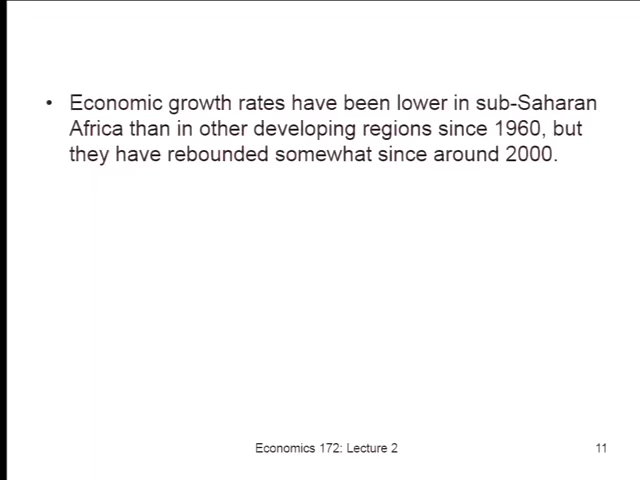 • Economic growth rates have been lower in sub-Saharan
Africa than in other developing regions since 1960, but
they have rebounded somewhat since around 2000.
Economics 172: Lecture 2
11